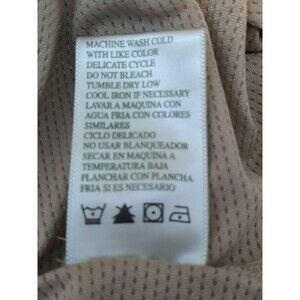 MACHINE WASH COLD
WITH LIKE COLOR
DELICATE CYCLE
DO NOT BLEACH
TUMBLE DRY LOW
COOL IRON IF NECESSARY
LAVAR A MAQUINA CON
AGUA FRIA CON COLORES
SIMILARES
CICLO DELICADO
NO USAR BLANQUEADOR
SECAR EN MAQUINA A
TEMPERATURA BAJA
PLANCHAR CON PLANCHA
FRIA SI ES NECESARIO